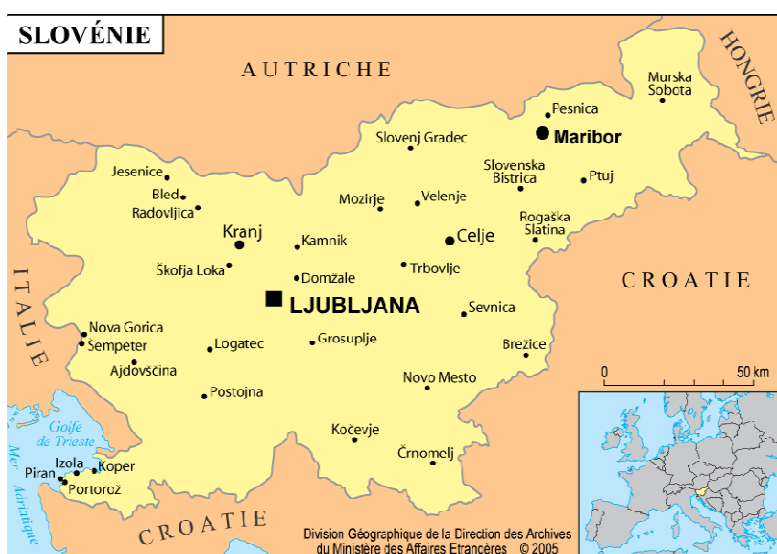 SLOVÉNIE
AUTRICHE
HONGRIE
Murska
Sobota
Pesnica
Maribor
Slovenj Gradec
Slovenska
Bistrica
Ptuj
Jesenice
Bled
Radovljica
Mozirje
Velenje
Rogaška
Slatina
Kranj
Kamnik
Celje
Škofja Loka
Domžale
Trbovlje
CROATIE
ITALIE
LJUBLJANA
Sevnica
Nova Gorica
Šempeter
Logatec
Grosuplje
Brežice
Ajdovščina
Novo Mesto
0 50 km
Postojna
Golfe
de Trieste
Kočevje
Črnomelj
Mer
Adriatique
Izola
Koper
Piran
Portorož
CROATIE
Division Géographique de la Direction des Archives
du Ministère des Affaires Etrangères © 2005